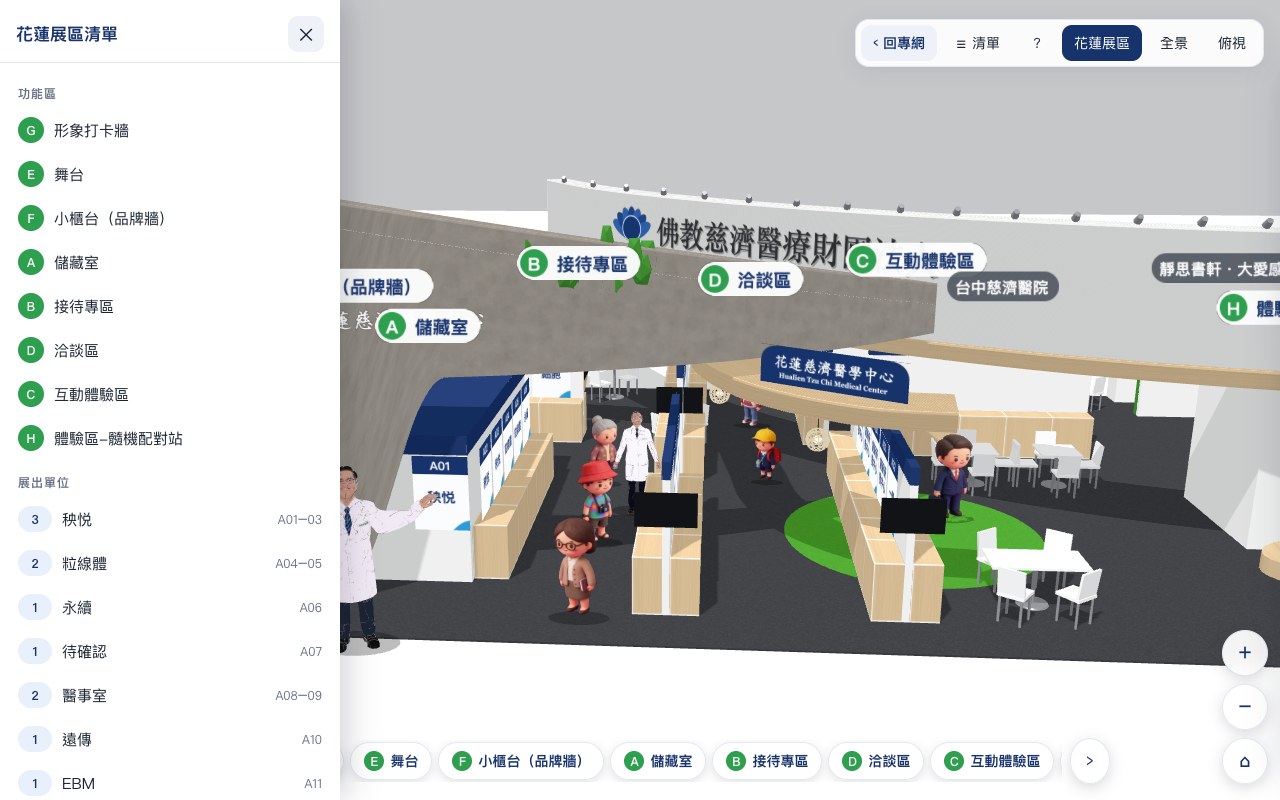 花蓮展區清單
功能區
G 形象打卡牆
E 舞台
F 小櫃台（品牌牆）
A 儲藏室
B 接待專區
D 洽談區
C 互動體驗區
H 體驗區–髓機配對站
展出單位
3 秧悦 A01–03
2 粒線體 A04–05
1 永續 A06
1 待確認 A07
2 醫事室 A08–09
1 遠傳 A10
1 EBM A11
‹ 回專網 ≡ 清單 ? 花蓮展區 全景 俯視
佛教慈濟醫療財團法
B 接待專區
C 互動體驗區
D 洽談區
台中慈濟醫院
靜思書軒 · 大愛感
（品牌牆）
H 體驗
A 儲藏室
花蓮慈濟醫學中心
Hualien Tzu Chi Medical Center
細胞
A01
秧悦
+
−
E 舞台 F 小櫃台（品牌牆） A 儲藏室 B 接待專區 D 洽談區 C 互動體驗區 ›